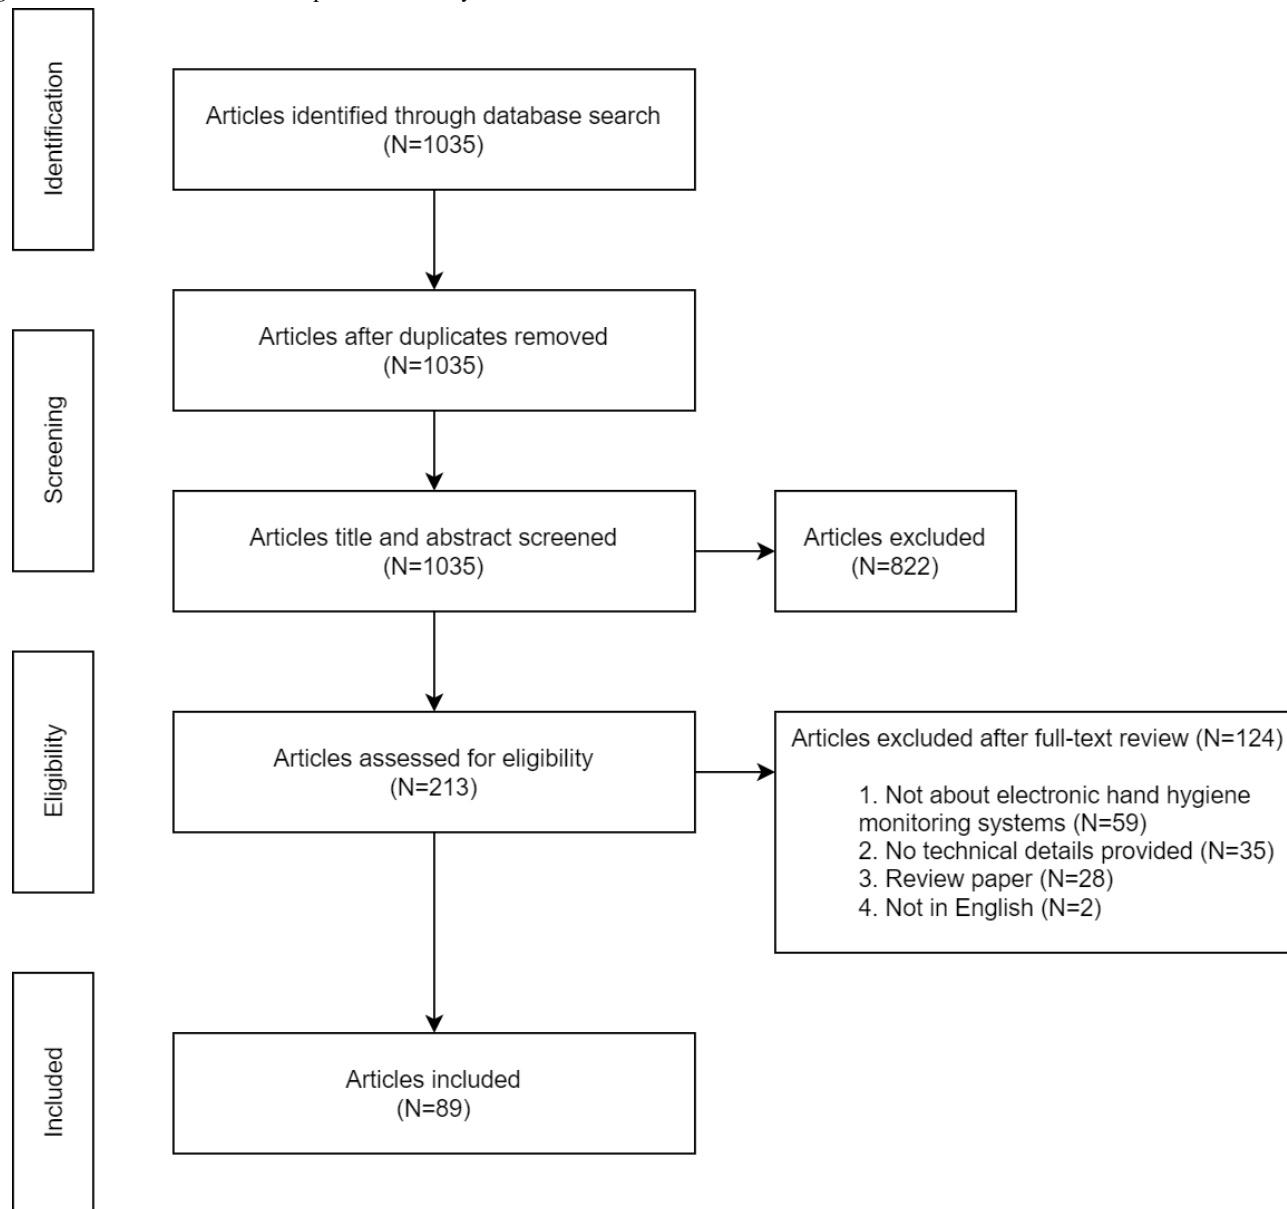 Identification
Articles identified through database search
(N=1035)
Articles after duplicates removed
(N=1035)
Screening
Articles title and abstract screened
(N=1035)
Articles excluded
(N=822)
Eligibility
Articles assessed for eligibility
(N=213)
Articles excluded after full-text review (N=124)
1. Not about electronic hand hygiene
monitoring systems (N=59)
2. No technical details provided (N=35)
3. Review paper (N=28)
4. Not in English (N=2)
Included
Articles included
(N=89)